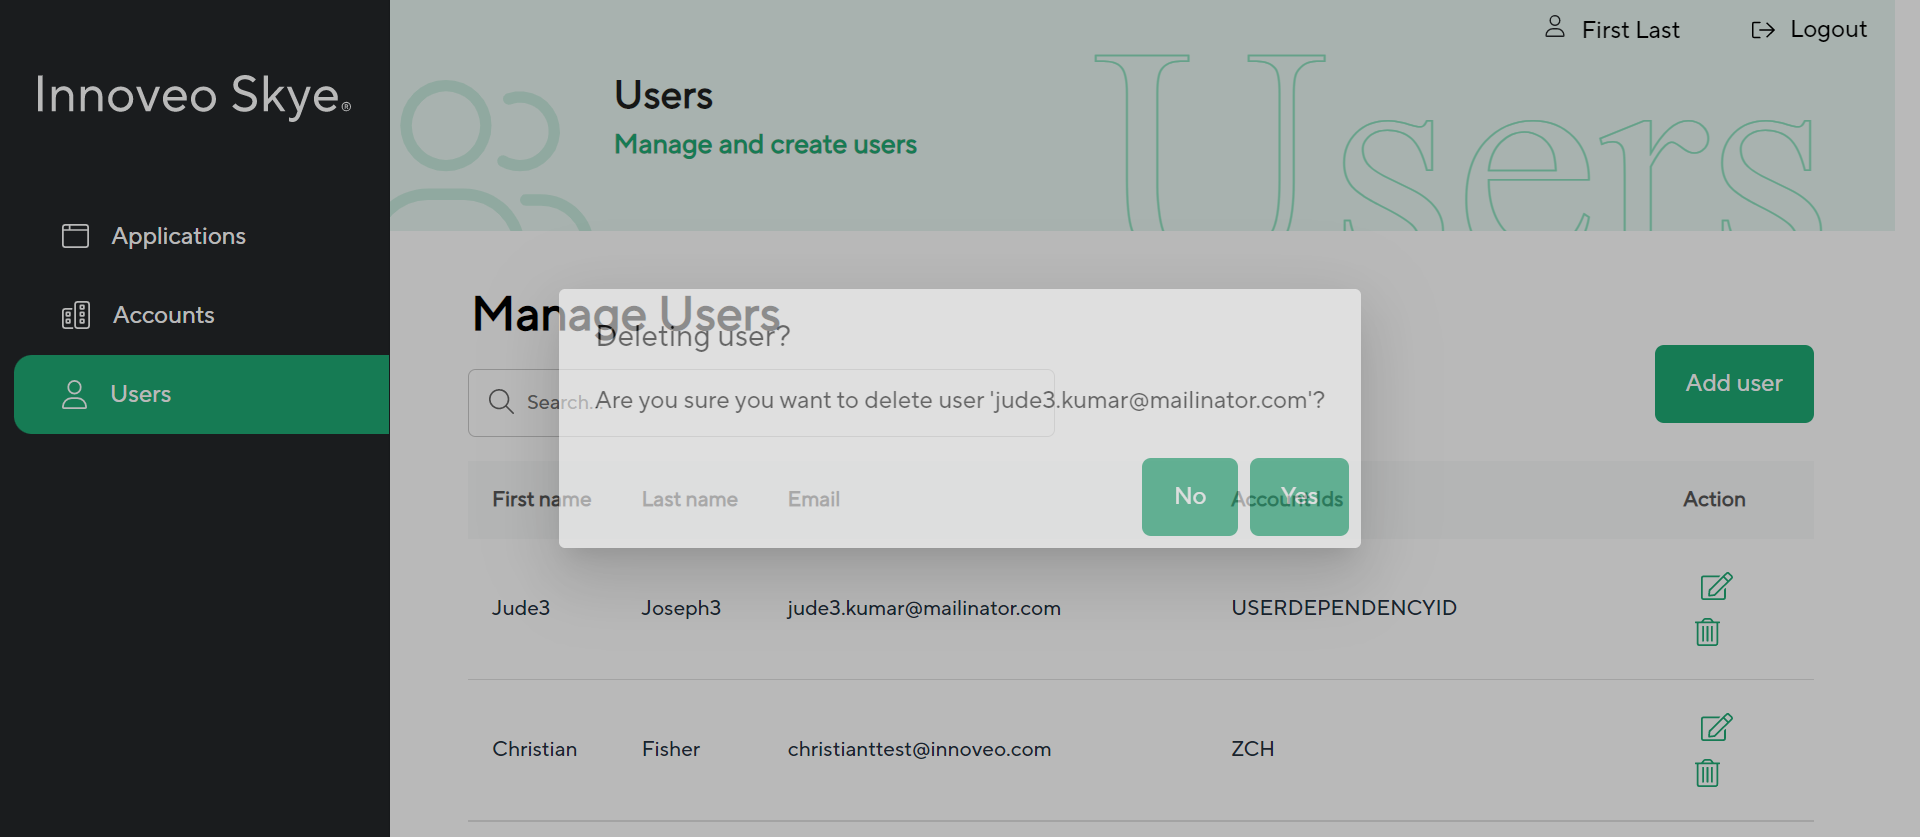 Innoveo Skye®
Applications
Accounts
Users
First Last
Logout
Users
Manage and create users
Users
Manage Users
Deleting user?
Search...
Are you sure you want to delete user 'jude3.kumar@mailinator.com'?
Add user
No
Yes
First name Last name Email Account Ids Action
Jude3 Joseph3 jude3.kumar@mailinator.com USERDEPENDENCYID
Christian Fisher christianttest@innoveo.com ZCH